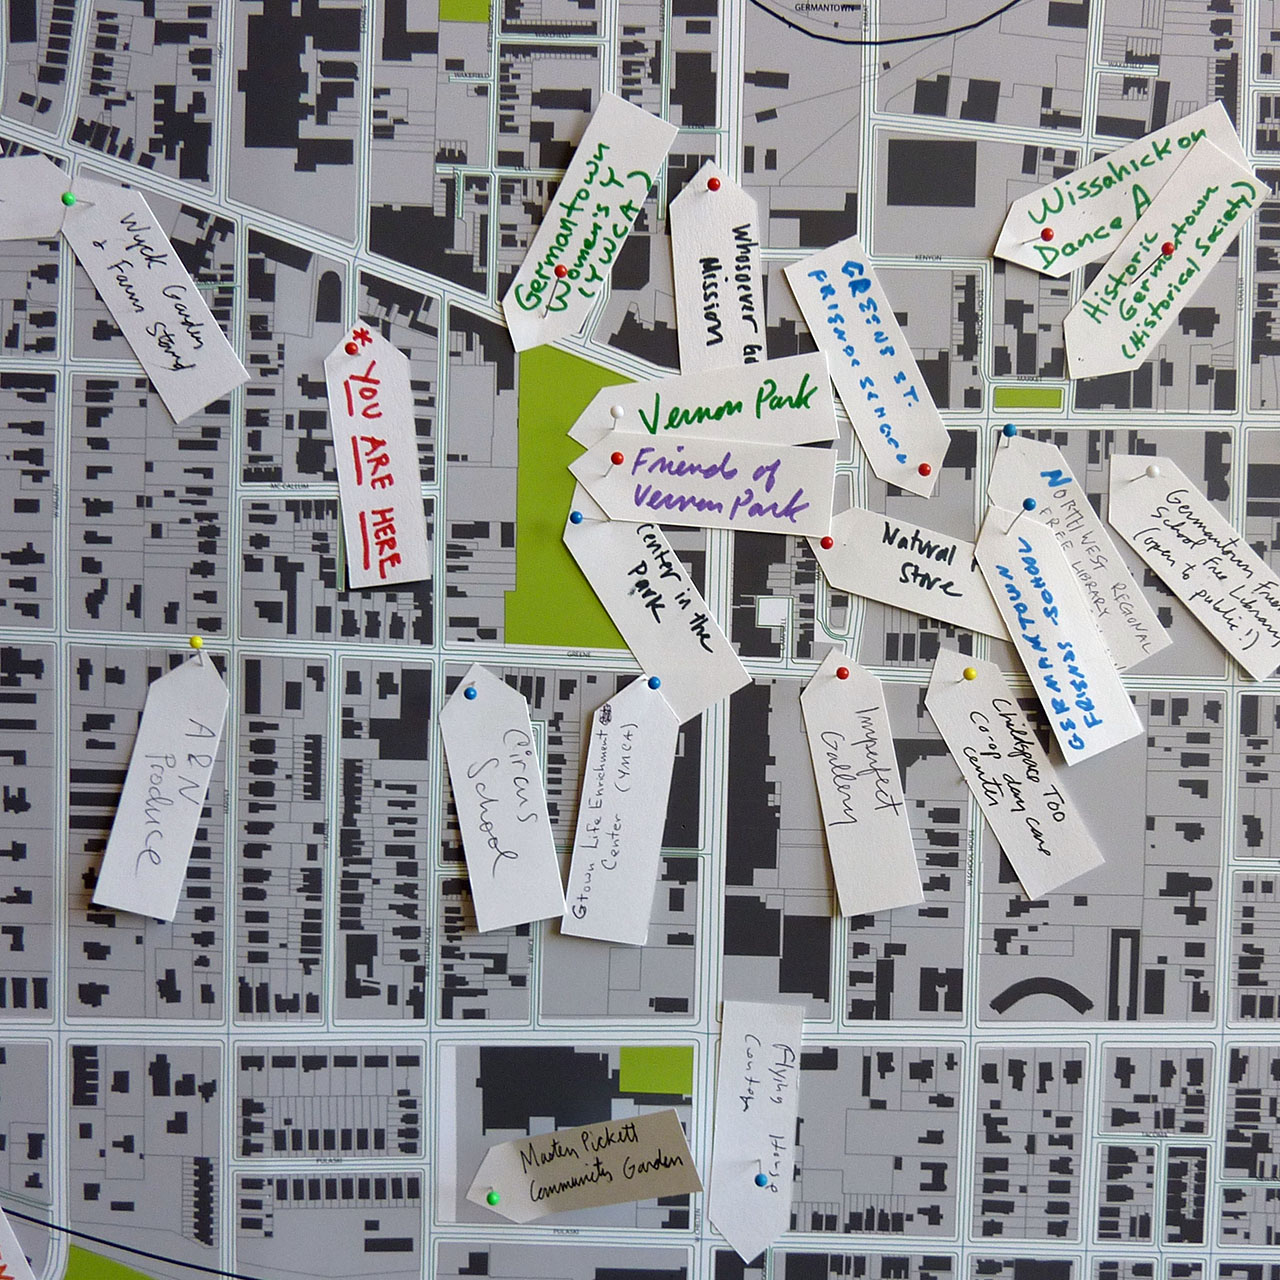 GERMANTOWN
WAKEFIELD
WAKEFIELD
Germantown
Women's Y
(YWCA)
Whosoever
Mission
Wissahickon
Dance A
Historic
Germantown
(Historical Society)
KENYON
Wyck Garden
& Farm Stand
GREENE ST.
FRIENDS SCHOOL
* YOU ARE HERE
Vernon Park
MARKET
Friends of
Vernon Park
MC CALLUM
Center in the
Park
Natural
Store
NORTHWEST REGIONAL
FREE LIBRARY
GERMANTOWN
FRIENDS SCHOOL
Germantown Friends
School Free Library
(open to public!)
GREENE
A&N
Produce
Circus
School
Gtown Life Enrichment
Center (YMCA)
Imperfect
Gallery
Childspace TOO
Co-op day care
center
W SCHOOL HOUSE
Flying Horse
Center
Master Pickett
Community Garden
PULASKI
PULASKI